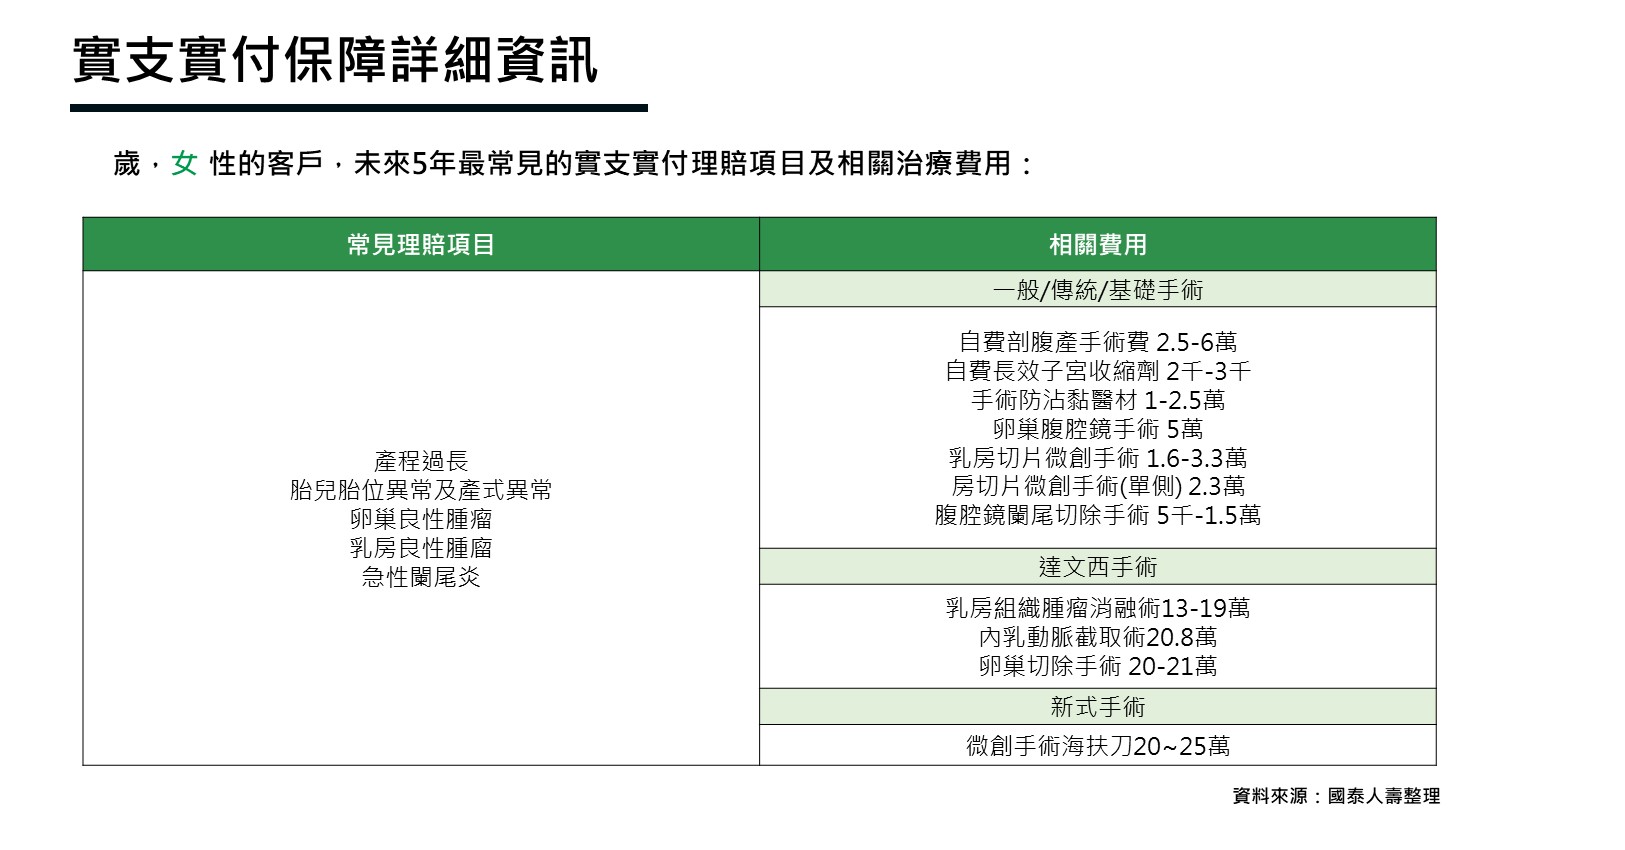 實支實付保障詳細資訊
歲，女 性的客戶，未來5年最常見的實支實付理賠項目及相關治療費用：
常見理賠項目
相關費用
產程過長
胎兒胎位異常及產式異常
卵巢良性腫瘤
乳房良性腫瘤
急性闌尾炎
一般/傳統/基礎手術
自費剖腹產手術費 2.5-6萬
自費長效子宮收縮劑 2千-3千
手術防沾黏醫材 1-2.5萬
卵巢腹腔鏡手術 5萬
乳房切片微創手術 1.6-3.3萬
房切片微創手術(單側) 2.3萬
腹腔鏡闌尾切除手術 5千-1.5萬
達文西手術
乳房組織腫瘤消融術13-19萬
內乳動脈截取術20.8萬
卵巢切除手術 20-21萬
新式手術
微創手術海扶刀20~25萬
資料來源：國泰人壽整理